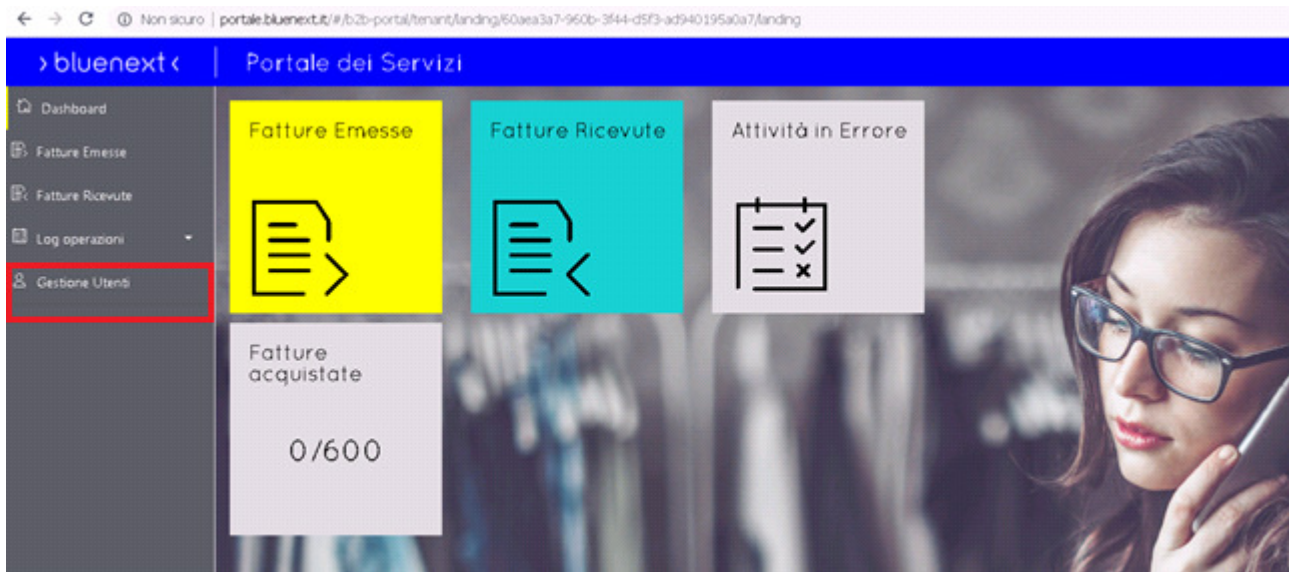 Non sicuro | portale.bluenext.it/#/b2b-portal/tenant/landing/60aea3a7-960b-3f44-d5f3-ad940195a0a7/landing
>bluenext<
Portale dei Servizi
Dashboard
Fatture Emesse
Fatture Ricevute
Log operazioni
Gestione Utenti
Fatture Emesse
Fatture Ricevute
Attività in Errore
Fatture
acquistate
0/600